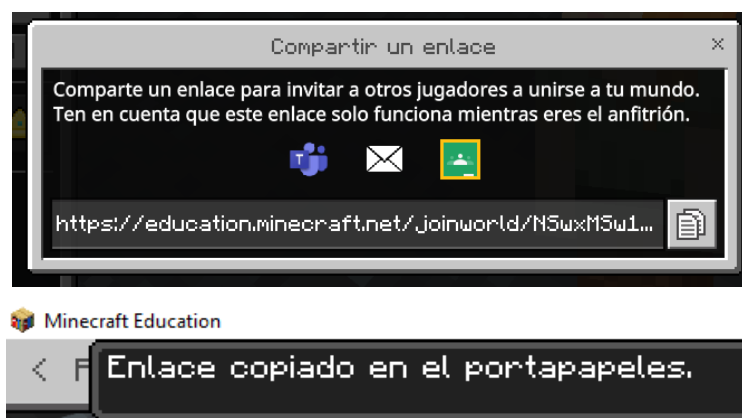 Compartir un enlace
Comparte un enlace para invitar a otros jugadores a unirse a tu mundo.
Ten en cuenta que este enlace solo funciona mientras eres el anfitrión.
https://education.minecraft.net/joinworld/NSwxMSw1...
Minecraft Education
Enlace copiado en el portapapeles.